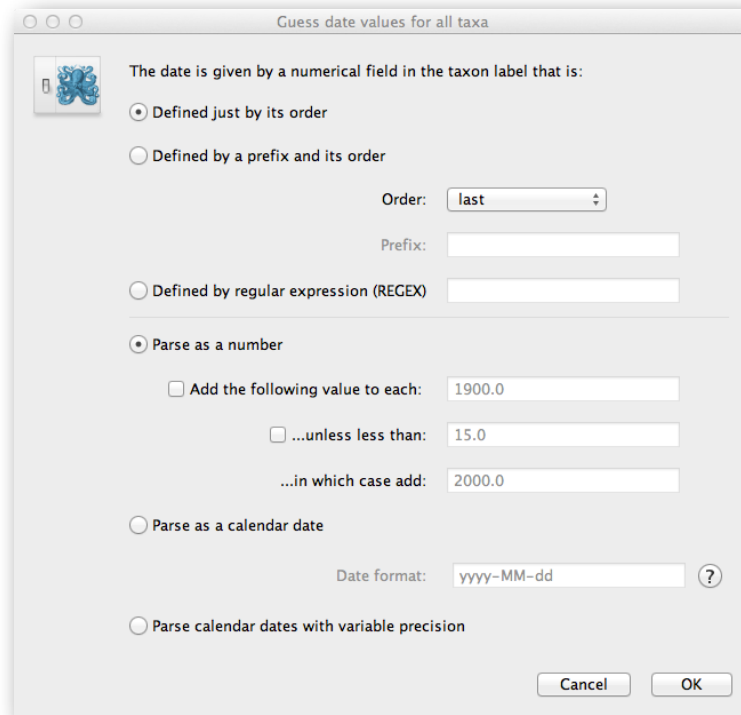 Guess date values for all taxa
The date is given by a numerical field in the taxon label that is:
Defined just by its order
Defined by a prefix and its order
Order: last
Prefix:
Defined by regular expression (REGEX)
Parse as a number
Add the following value to each: 1900.0
...unless less than: 15.0
...in which case add: 2000.0
Parse as a calendar date
Date format: yyyy-MM-dd ?
Parse calendar dates with variable precision
Cancel OK